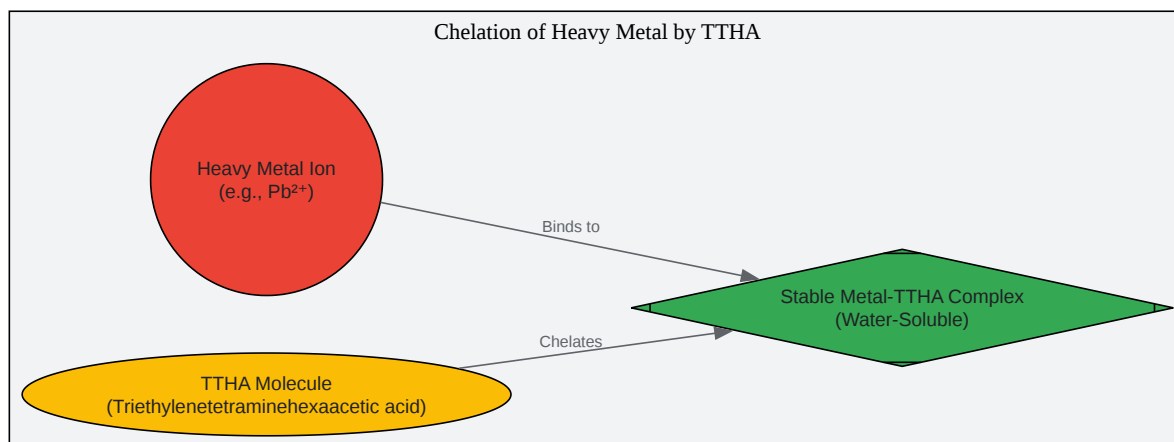 Chelation of Heavy Metal by TTHA
Heavy Metal Ion
(e.g., Pb²⁺)
Binds to
Stable Metal-TTHA Complex
(Water-Soluble)
Chelates
TTHA Molecule
(Triethylenetetraminehexaacetic acid)